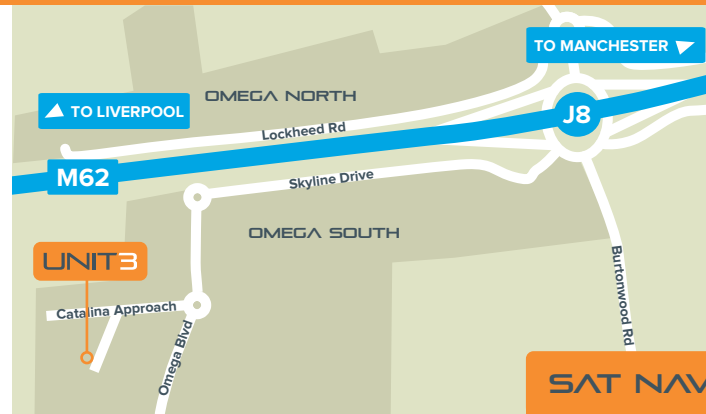 TO MANCHESTER
OMEGA NORTH
TO LIVERPOOL
J8
Lockheed Rd
M62
Skyline Drive
OMEGA SOUTH
UNIT3
Burtonwood Rd
Catalina Approach
Omega Blvd
SAT NAV